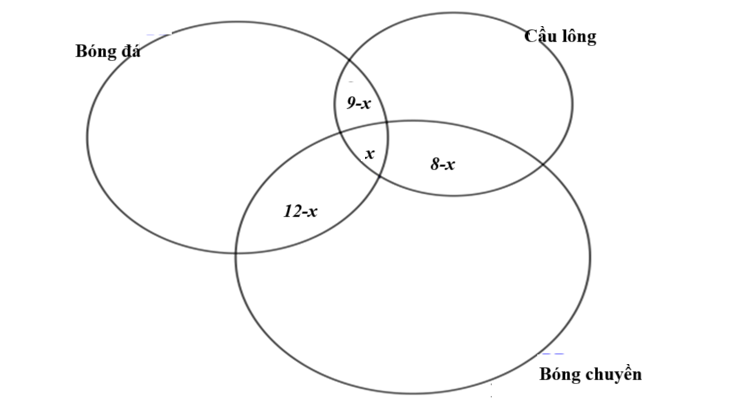 Cầu lông
Bóng đá
9-x
x
8-x
12-x
Bóng chuyền